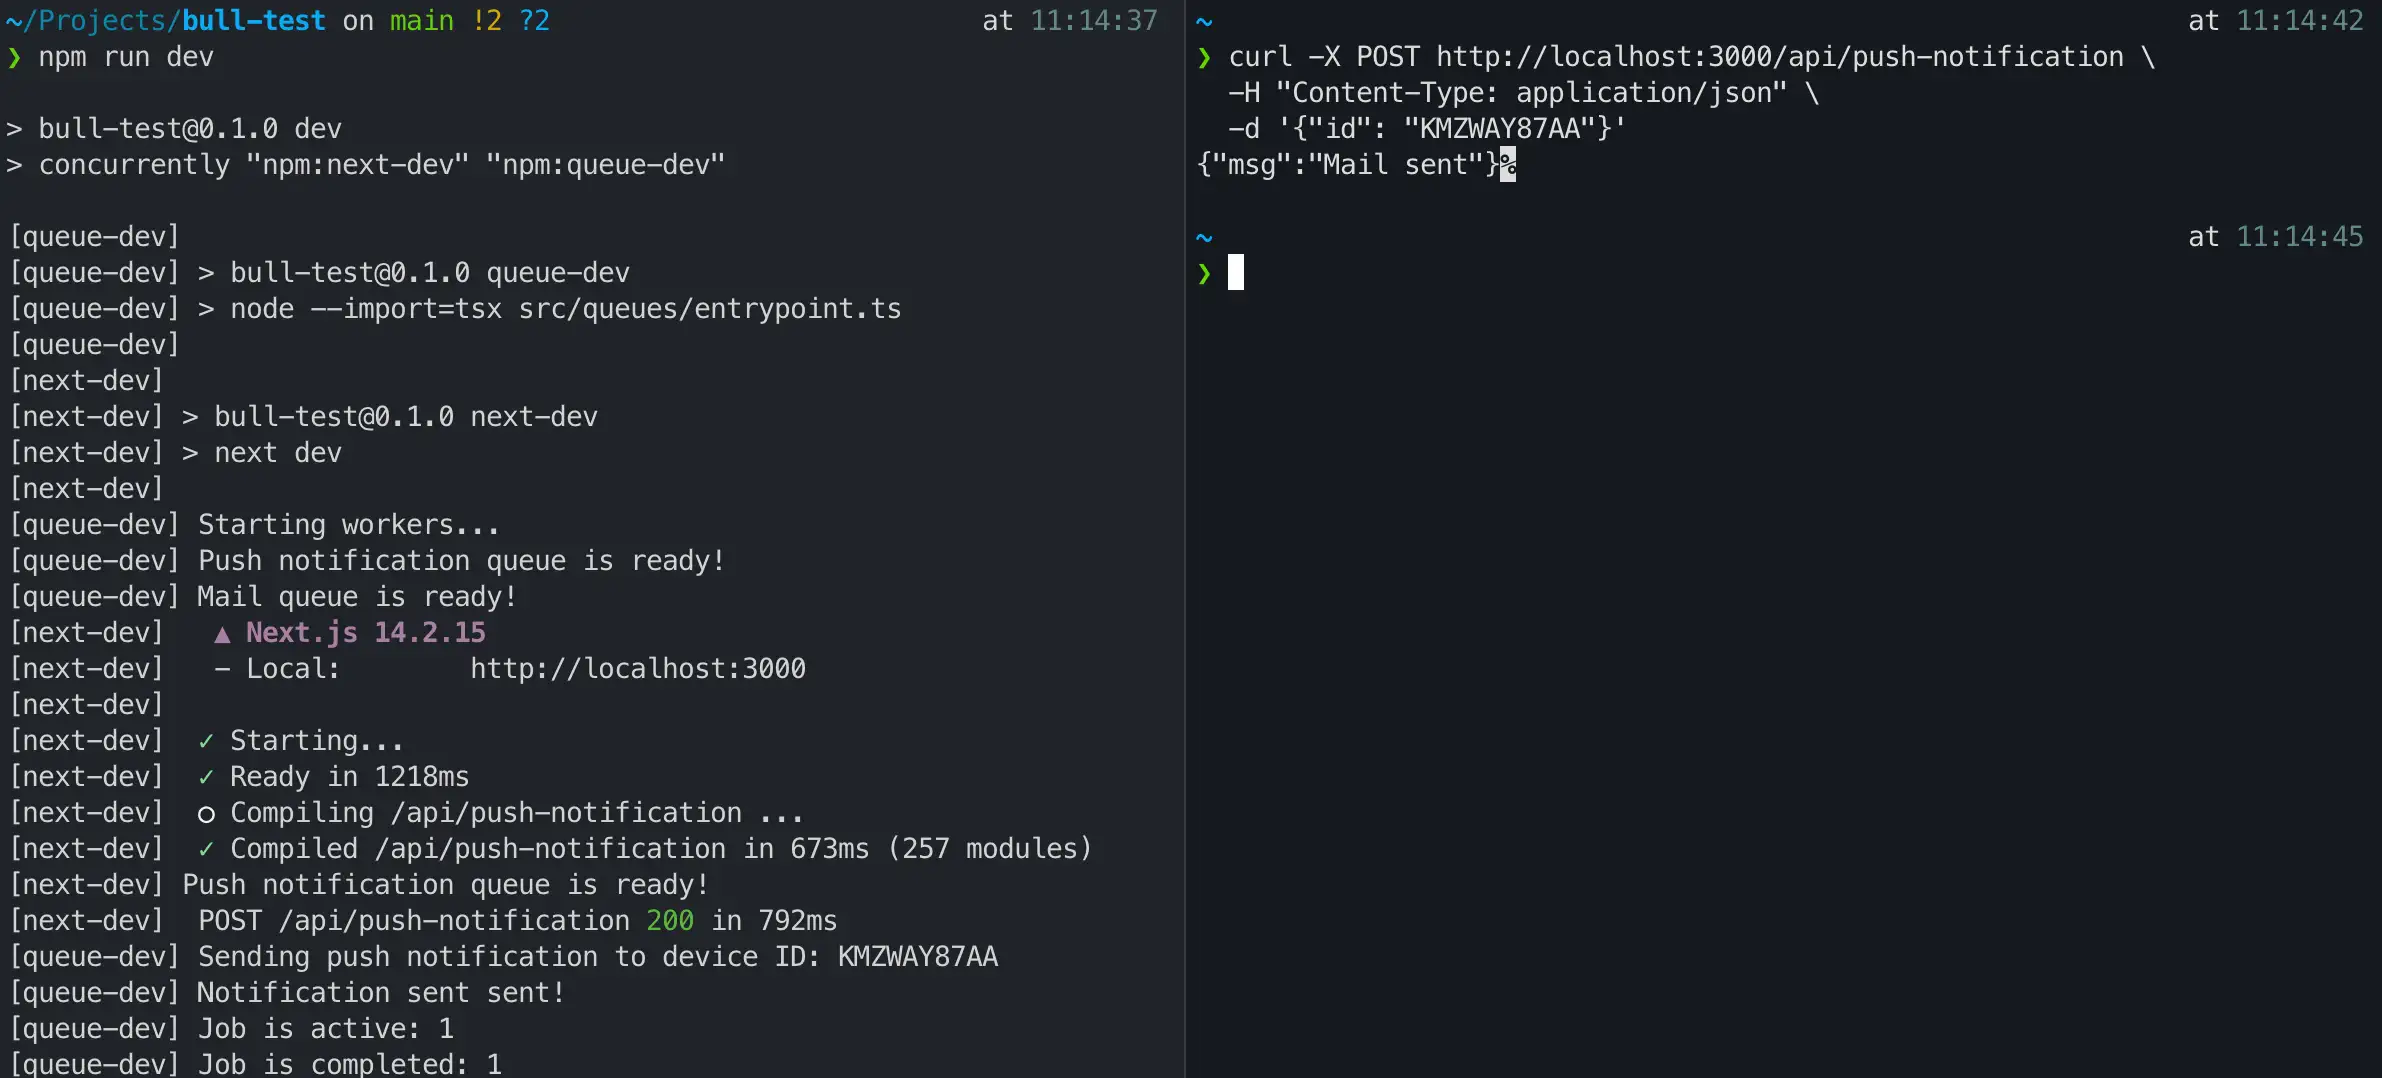 ~/Projects/bull-test on main !2 ?2 at 11:14:37
❯ npm run dev
> bull-test@0.1.0 dev
> concurrently "npm:next-dev" "npm:queue-dev"
[queue-dev]
[queue-dev] > bull-test@0.1.0 queue-dev
[queue-dev] > node --import=tsx src/queues/entrypoint.ts
[queue-dev]
[next-dev]
[next-dev] > bull-test@0.1.0 next-dev
[next-dev] > next dev
[next-dev]
[queue-dev] Starting workers...
[queue-dev] Push notification queue is ready!
[queue-dev] Mail queue is ready!
[next-dev] ▲ Next.js 14.2.15
[next-dev] - Local: http://localhost:3000
[next-dev]
[next-dev] ✓ Starting...
[next-dev] ✓ Ready in 1218ms
[next-dev] ○ Compiling /api/push-notification ...
[next-dev] ✓ Compiled /api/push-notification in 673ms (257 modules)
[next-dev] Push notification queue is ready!
[next-dev] POST /api/push-notification 200 in 792ms
[queue-dev] Sending push notification to device ID: KMZWAY87AA
[queue-dev] Notification sent sent!
[queue-dev] Job is active: 1
[queue-dev] Job is completed: 1
~ at 11:14:42
❯ curl -X POST http://localhost:3000/api/push-notification \
-H "Content-Type: application/json" \
-d '{"id": "KMZWAY87AA"}'
{"msg":"Mail sent"}%
~ at 11:14:45
❯